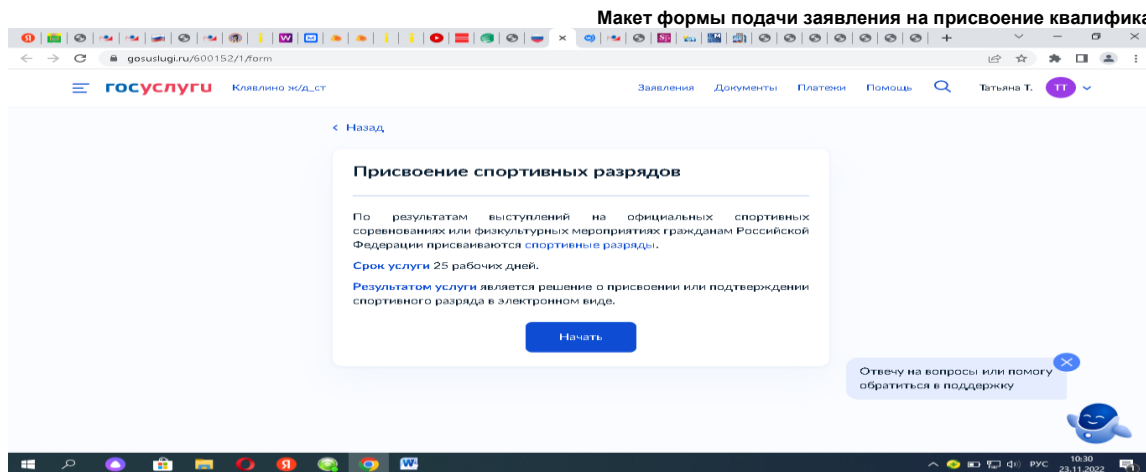 Макет формы подачи заявления на присвоение квалифика
gosuslugi.ru/600152/1/form
госуслуги Клявлино ж/д_ст Заявления Документы Платежи Помощь Татьяна Т. ТТ
Назад
Присвоение спортивных разрядов
По результатам выступлений на официальных спортивных
соревнованиях или физкультурных мероприятиях гражданам Российской
Федерации присваиваются спортивные разряды.
Срок услуги 25 рабочих дней.
Результатом услуги является решение о присвоении или подтверждении
спортивного разряда в электронном виде.
Начать
Отвечу на вопросы или помогу
обратиться в поддержку
РУС
10:30
23.11.2022